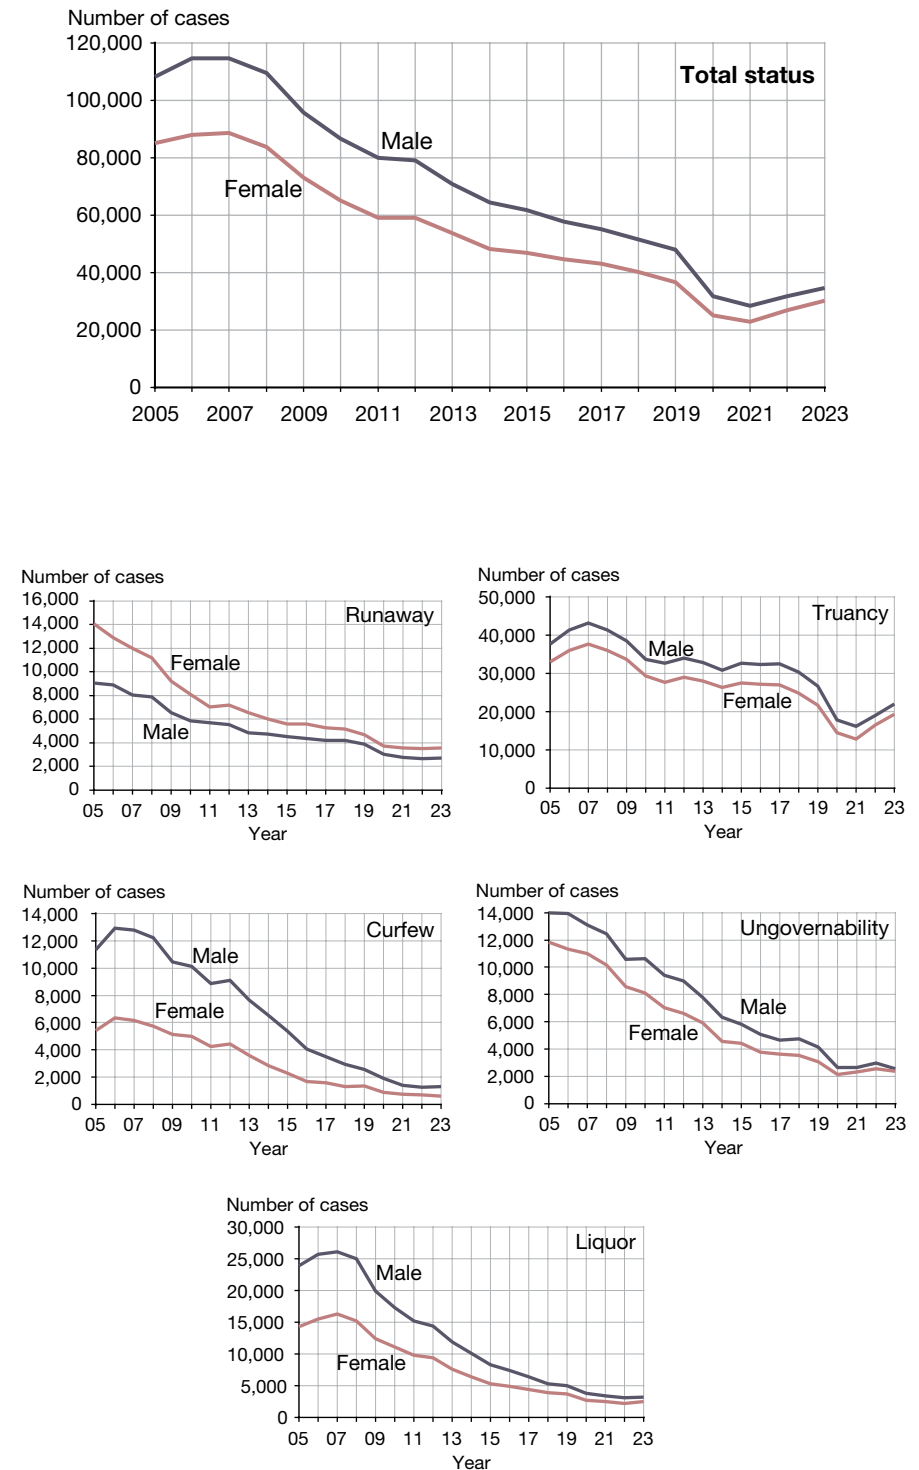 Number of cases
120,000
Total status
100,000
Male
80,000
Female
60,000
40,000
20,000
0
2005 2007 2009 2011 2013 2015 2017 2019 2021 2023
Number of cases
16,000
Runaway
14,000
12,000
Female
10,000
8,000
6,000
Male
4,000
2,000
0
05 07 09 11 13 15 17 19 21 23
Year
Number of cases
50,000
Truancy
40,000
Male
30,000
Female
20,000
10,000
0
05 07 09 11 13 15 17 19 21 23
Year
Number of cases
14,000
Curfew
12,000
Male
10,000
8,000
Female
6,000
4,000
2,000
0
05 07 09 11 13 15 17 19 21 23
Year
Number of cases
14,000
Ungovernability
12,000
10,000
8,000
Male
6,000
Female
4,000
2,000
0
05 07 09 11 13 15 17 19 21 23
Year
Number of cases
30,000
Liquor
25,000
Male
20,000
15,000
10,000
Female
5,000
0
05 07 09 11 13 15 17 19 21 23
Year